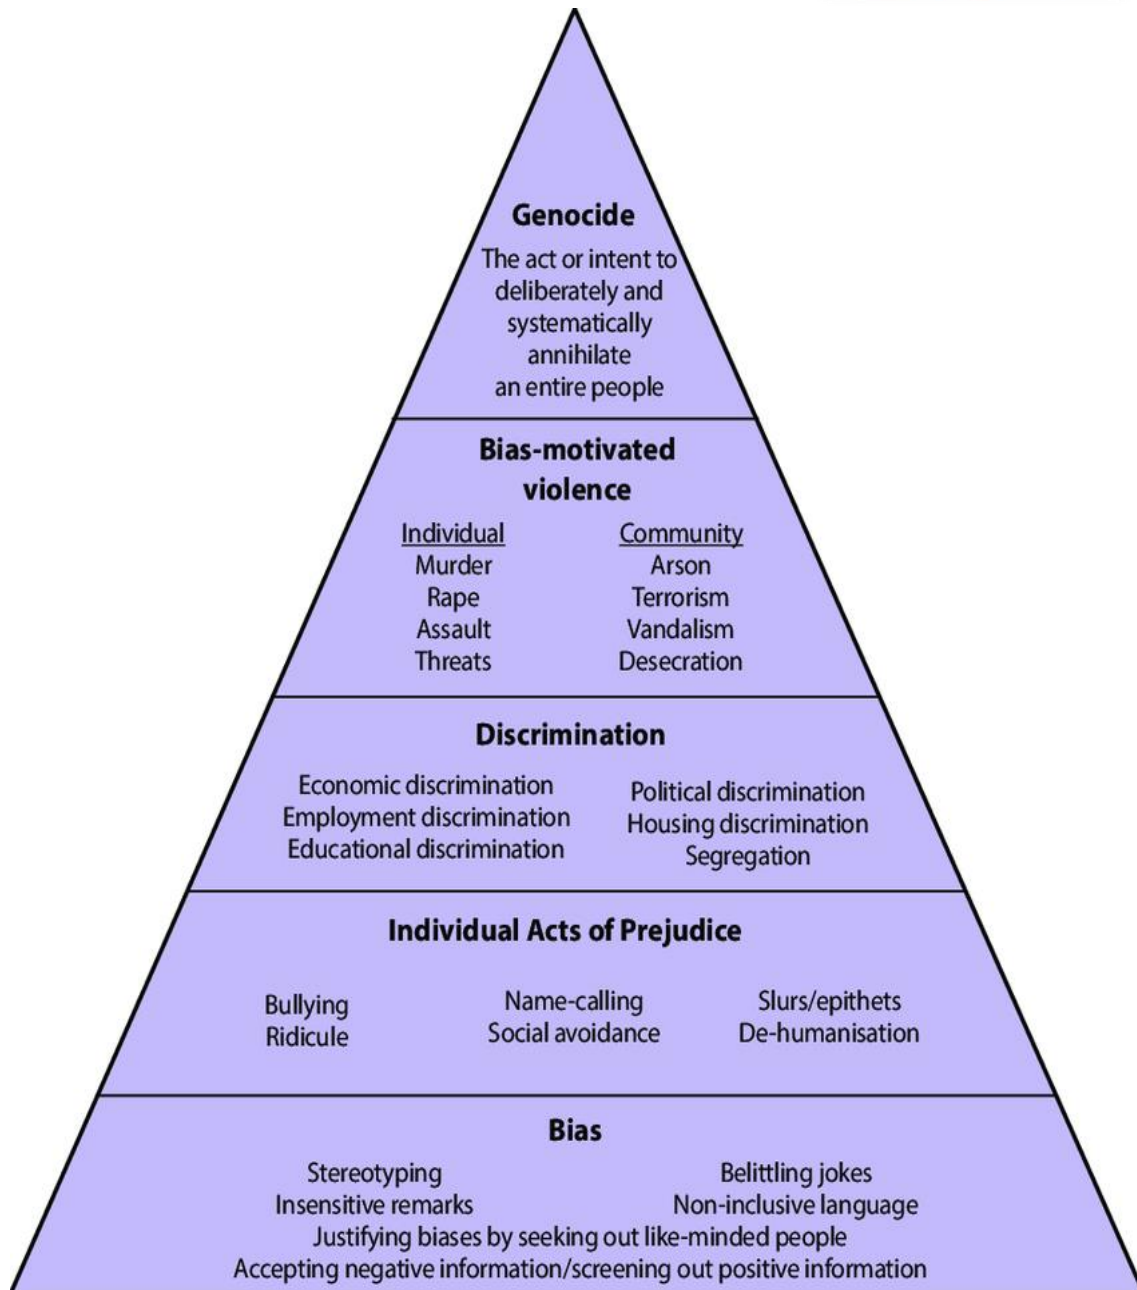 Genocide
The act or intent to
deliberately and
systematically
annihilate
an entire people
Bias-motivated
violence
Individual
Murder
Rape
Assault
Threats
Community
Arson
Terrorism
Vandalism
Desecration
Discrimination
Economic discrimination
Employment discrimination
Educational discrimination
Political discrimination
Housing discrimination
Segregation
Individual Acts of Prejudice
Bullying
Ridicule
Name-calling
Social avoidance
Slurs/epithets
De-humanisation
Bias
Stereotyping
Insensitive remarks
Belittling jokes
Non-inclusive language
Justifying biases by seeking out like-minded people
Accepting negative information/screening out positive information